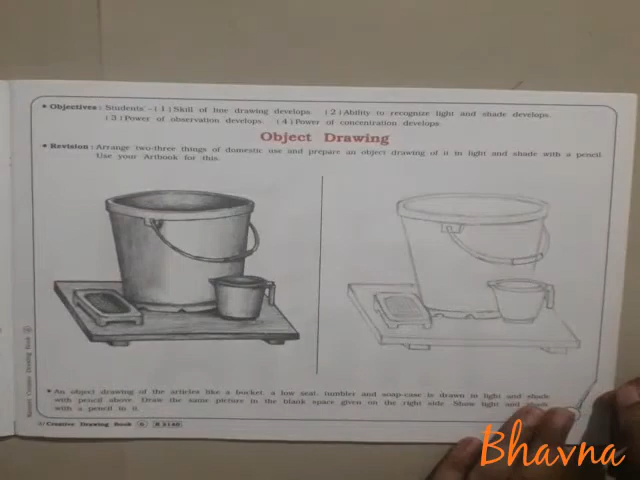 • Objectives : Students' – (1) Skill of line drawing develops. (2) Ability to recognize light and shade develops.
(3) Power of observation develops. (4) Power of concentration develops.
Object Drawing
• Revision : Arrange two-three things of domestic use and prepare an object drawing of it in light and shade with a pencil.
Use your Artbook for this.
• An object drawing of the articles like a bucket, a low seat, tumbler and soap-case is drawn in light and shade
with pencil above. Draw the same picture in the blank space given on the right side. Show light and shade
with a pencil to it.
Creative Drawing Book
Bhavna